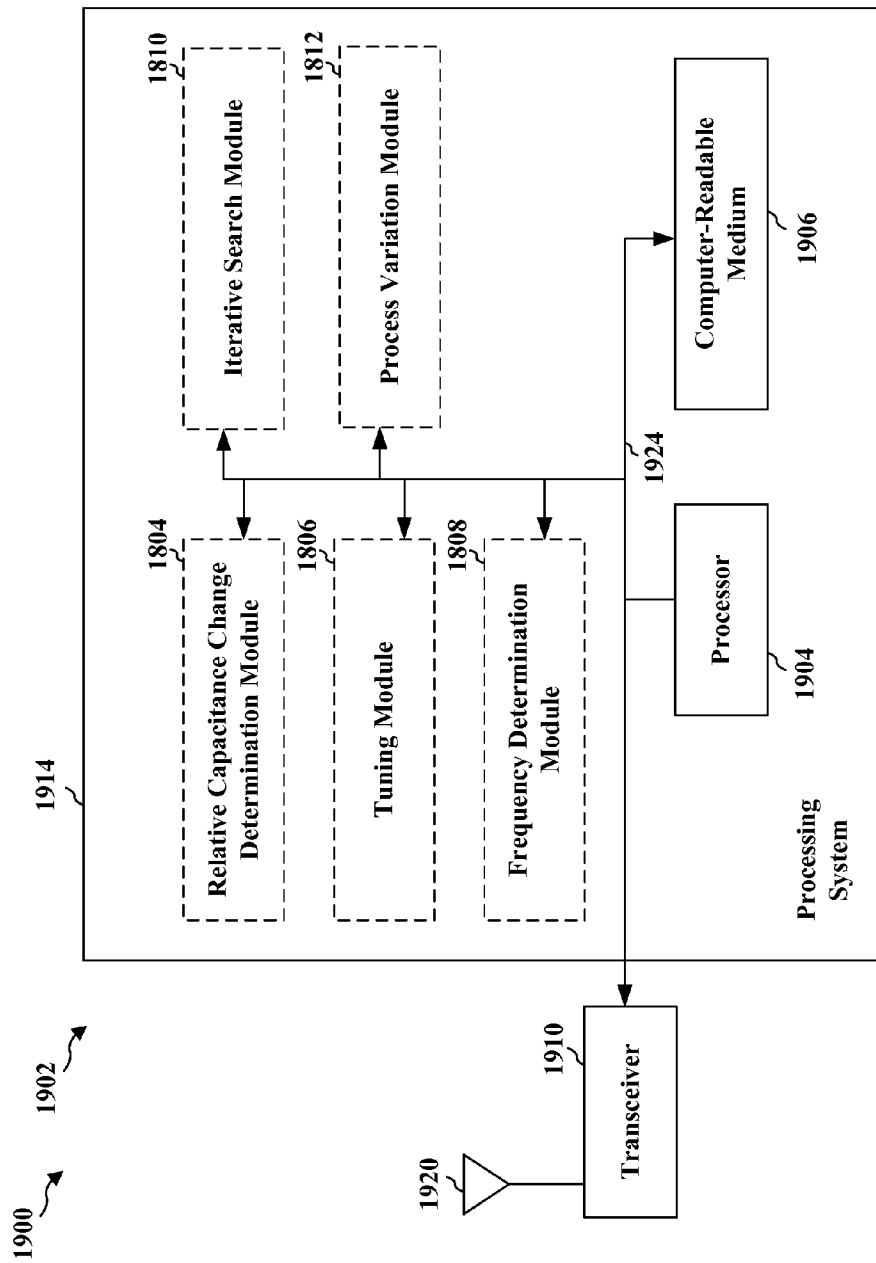 1900
1902
1914
1804
Relative Capacitance Change
Determination Module
1810
Iterative Search Module
1806
Tuning Module
1812
Process Variation Module
1808
Frequency Determination
Module
1924
1920
Transceiver
1910
Processor
1904
Computer-Readable
Medium
1906
Processing
System